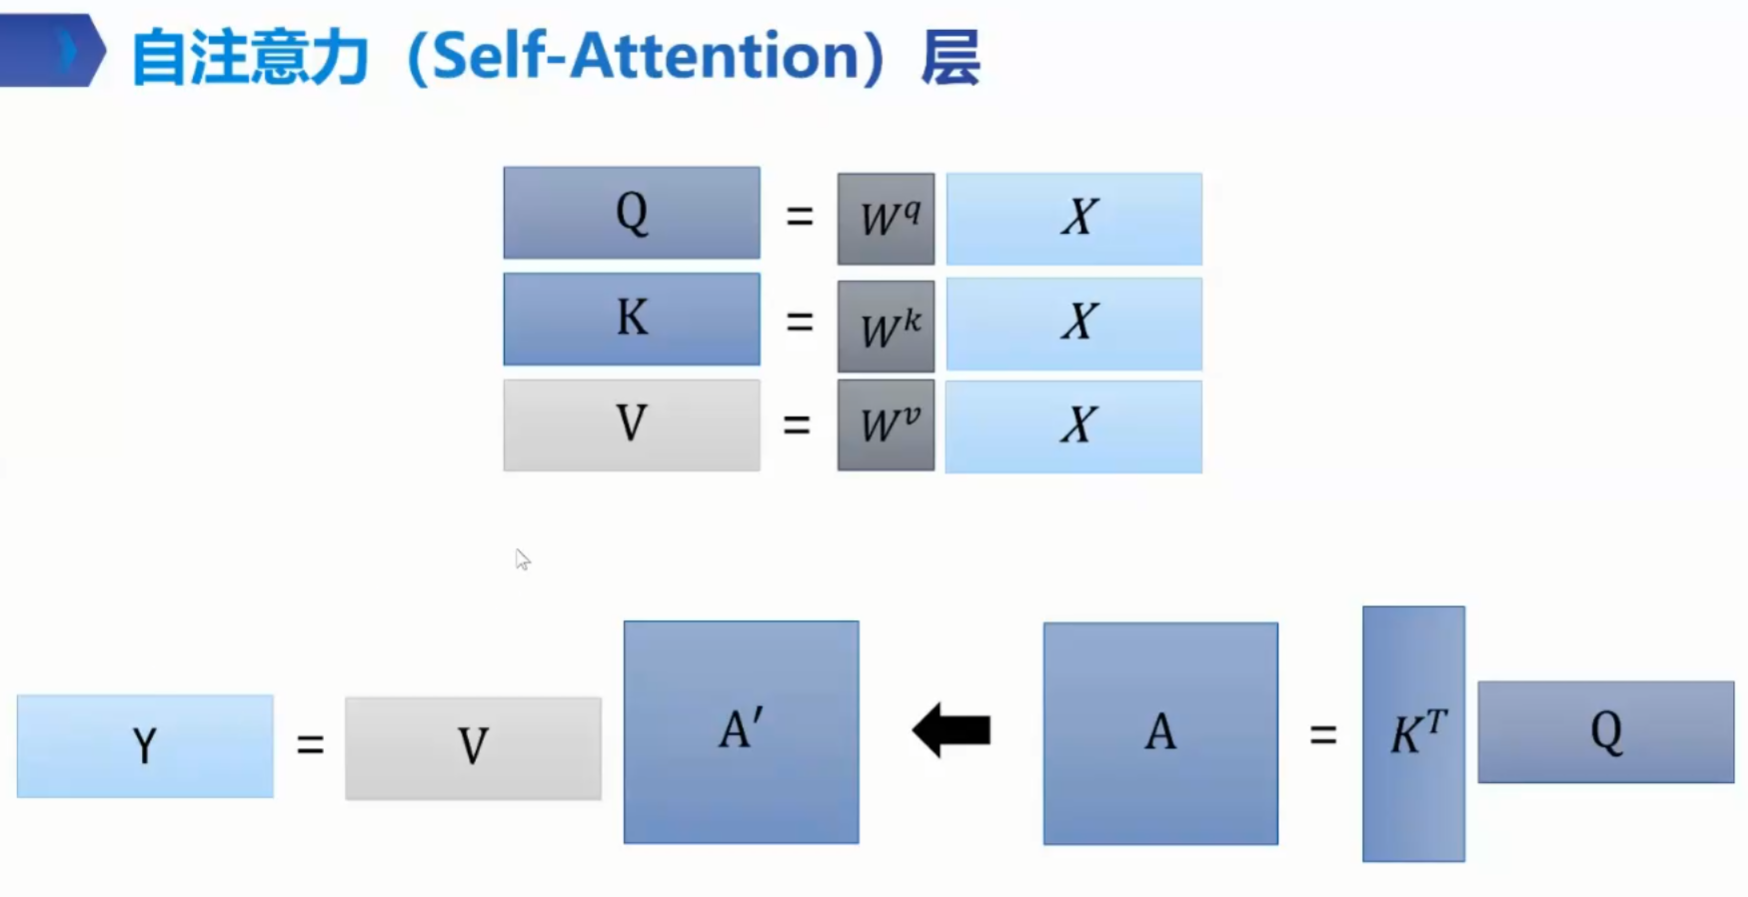 自注意力（Self-Attention）层
Q = W^q X
K = W^k X
V = W^v X
Y = V A′ A = K^T Q